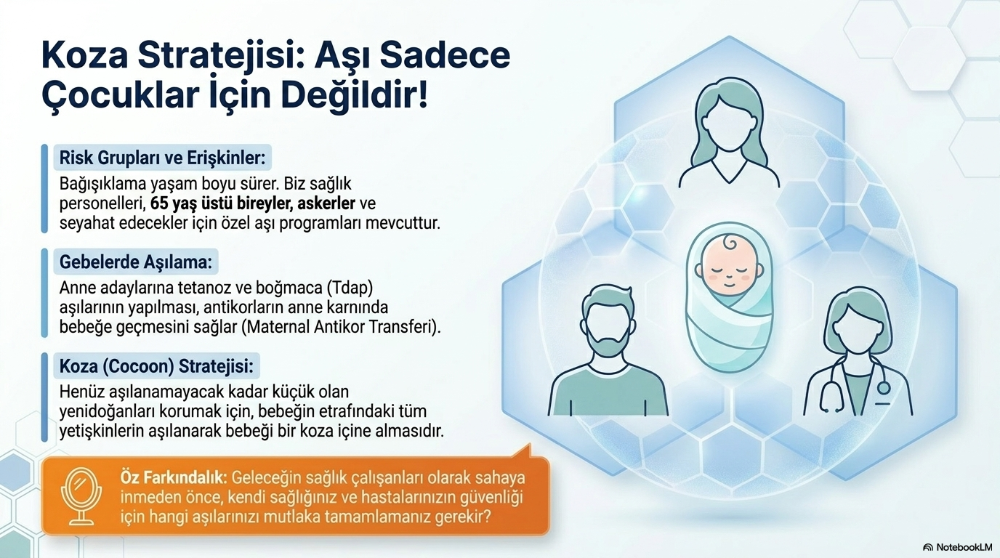 Koza Stratejisi: Aşı Sadece
Çocuklar İçin Değildir!
Risk Grupları ve Erişkinler:
Bağışıklama yaşam boyu sürer. Biz sağlık
personelleri, 65 yaş üstü bireyler, askerler ve
seyahat edecekler için özel aşı programları mevcuttur.
Gebelerde Aşılama:
Anne adaylarına tetanoz ve boğmaca (Tdap)
aşılarının yapılması, antikorların anne karnında
bebeğe geçmesini sağlar (Maternal Antikor Transferi).
Koza (Cocoon) Stratejisi:
Henüz aşılanamayacak kadar küçük olan
yenidoğanları korumak için, bebeğin etrafındaki tüm
yetişkinlerin aşılanarak bebeği bir koza içine almasıdır.
Öz Farkındalık: Geleceğin sağlık çalışanları olarak sahaya
inmeden önce, kendi sağlığınız ve hastalarınızın güvenliği
için hangi aşılarınızı mutlaka tamamlamanız gerekir?
NotebookLM